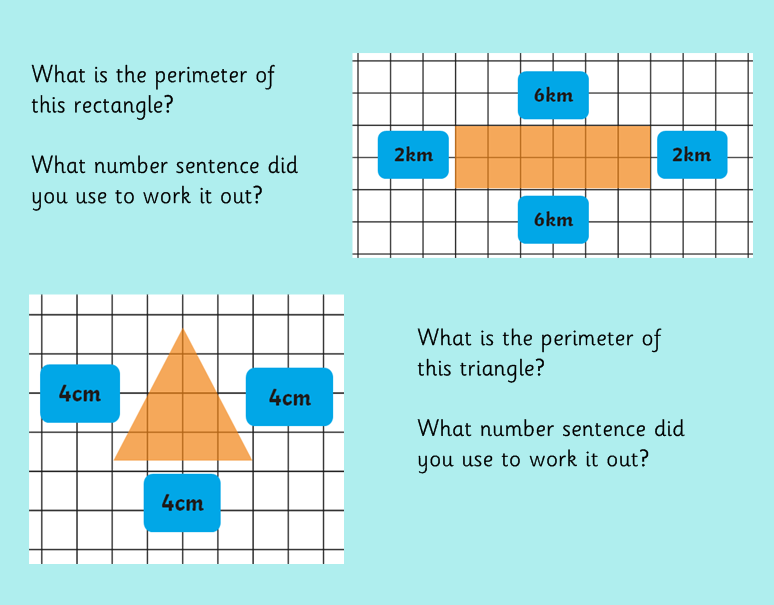 What is the perimeter of
this rectangle?
What number sentence did
you use to work it out?
6km
2km
2km
6km
4cm
4cm
4cm
What is the perimeter of
this triangle?
What number sentence did
you use to work it out?